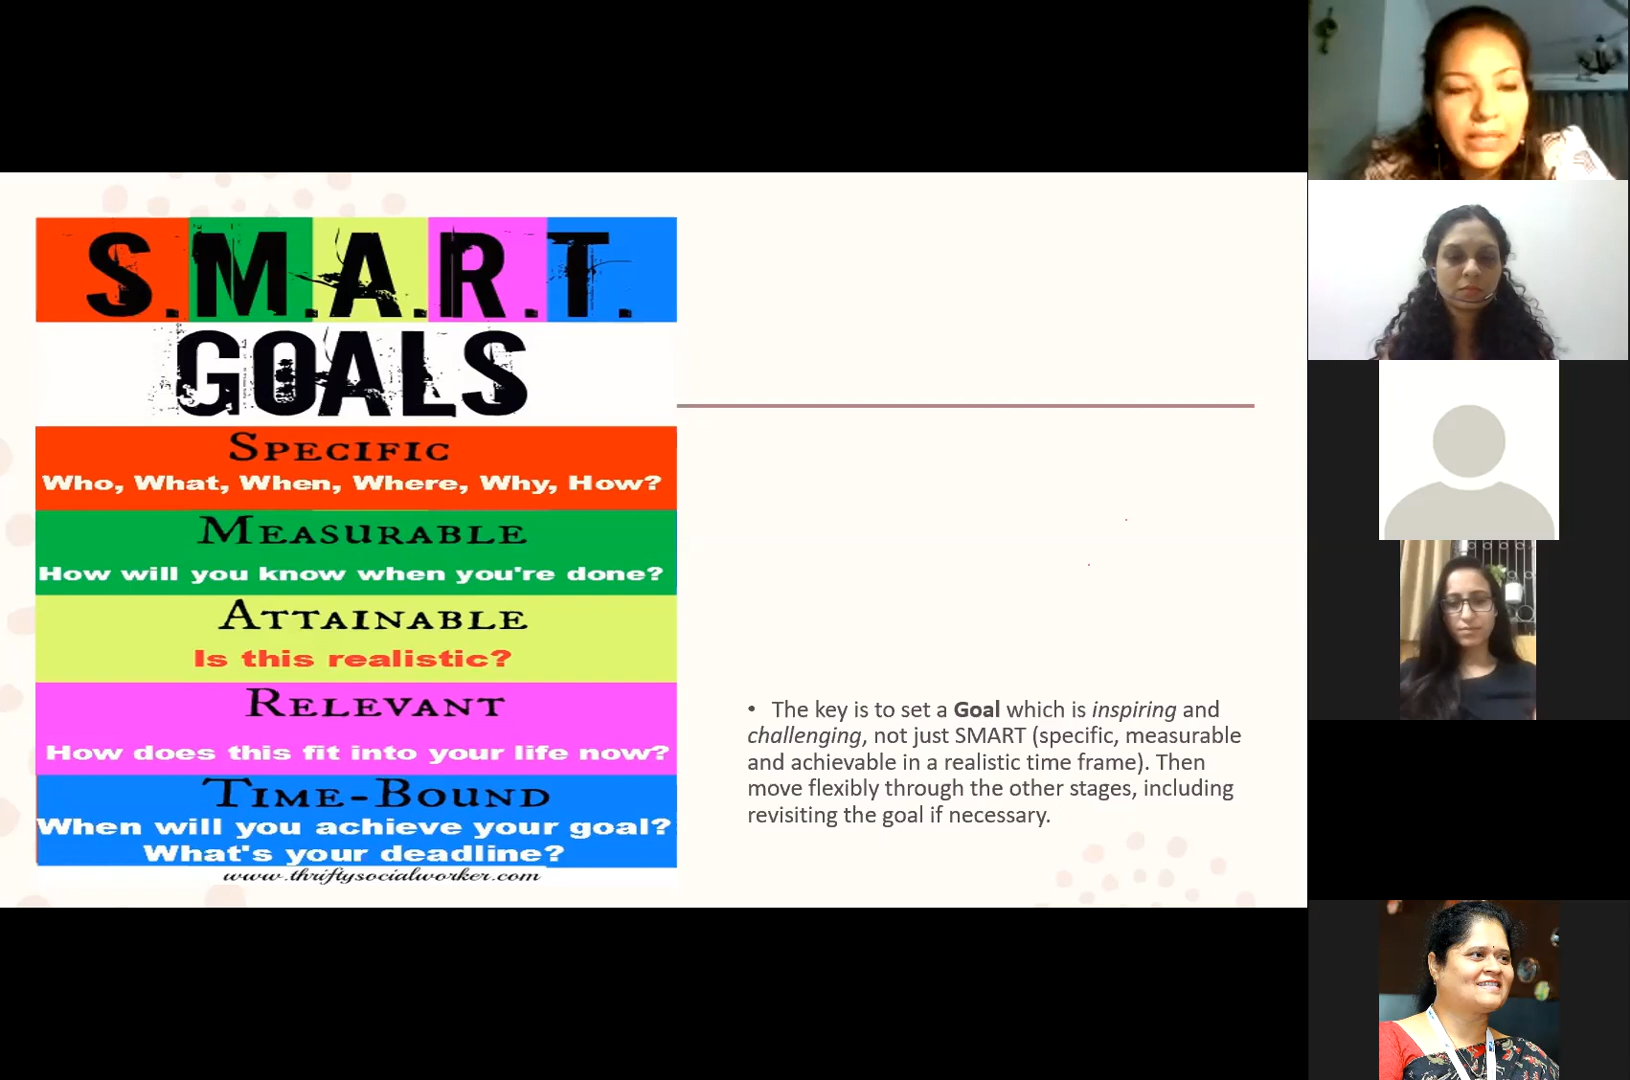 S.M.A.R.T.
GOALS
SPECIFIC
Who, What, When, Where, Why, How?
MEASURABLE
How will you know when you're done?
ATTAINABLE
Is this realistic?
RELEVANT
How does this fit into your life now?
TIME-BOUND
When will you achieve your goal?
What's your deadline?
www.thriftysocialworker.com
• The key is to set a Goal which is inspiring and
challenging, not just SMART (specific, measurable
and achievable in a realistic time frame). Then
move flexibly through the other stages, including
revisiting the goal if necessary.